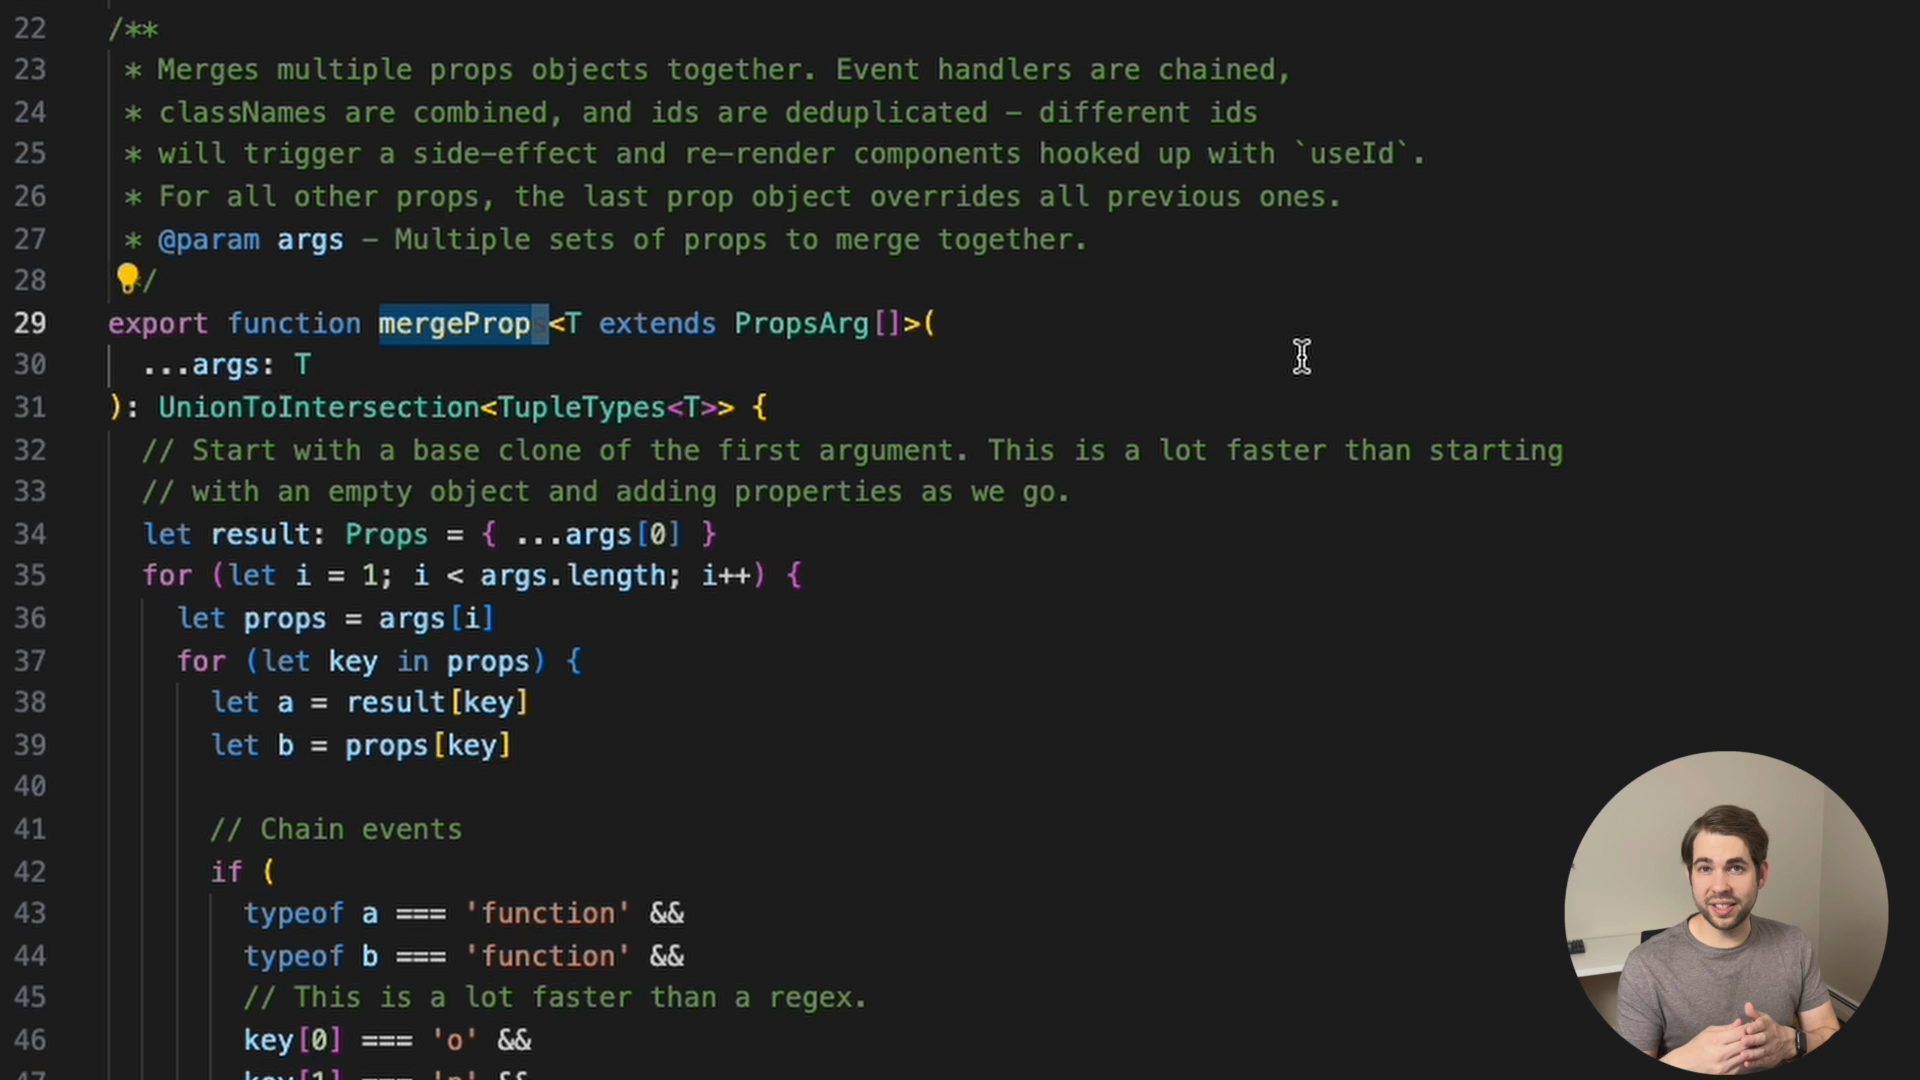 22 /**
23 * Merges multiple props objects together. Event handlers are chained,
24 * classNames are combined, and ids are deduplicated – different ids
25 * will trigger a side-effect and re-render components hooked up with `useId`.
26 * For all other props, the last prop object overrides all previous ones.
27 * @param args – Multiple sets of props to merge together.
28 /
29 export function mergeProps<T extends PropsArg[]>(
30 ...args: T
31 ): UnionToIntersection<TupleTypes<T>> {
32 // Start with a base clone of the first argument. This is a lot faster than starting
33 // with an empty object and adding properties as we go.
34 let result: Props = { ...args[0] }
35 for (let i = 1; i < args.length; i++) {
36 let props = args[i]
37 for (let key in props) {
38 let a = result[key]
39 let b = props[key]
40
41 // Chain events
42 if (
43 typeof a === 'function' &&
44 typeof b === 'function' &&
45 // This is a lot faster than a regex.
46 key[0] === 'o' &&
47 key[1] === 'n' &&